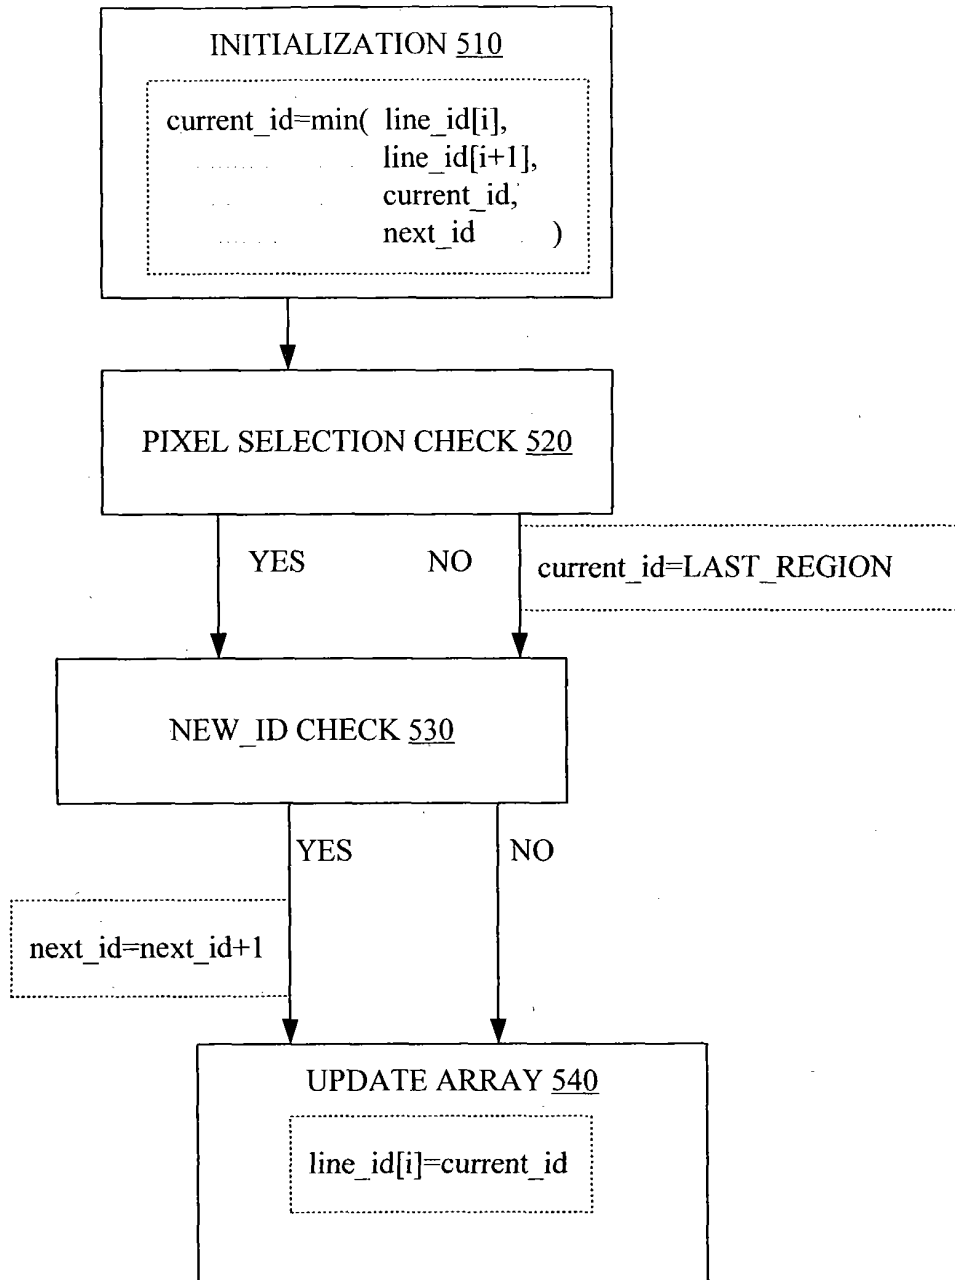 INITIALIZATION 510
current_id=min( line_id[i],
line_id[i+1],
current_id,
next_id )
PIXEL SELECTION CHECK 520
YES NO
current_id=LAST_REGION
NEW_ID CHECK 530
YES NO
next_id=next_id+1
UPDATE ARRAY 540
line_id[i]=current_id